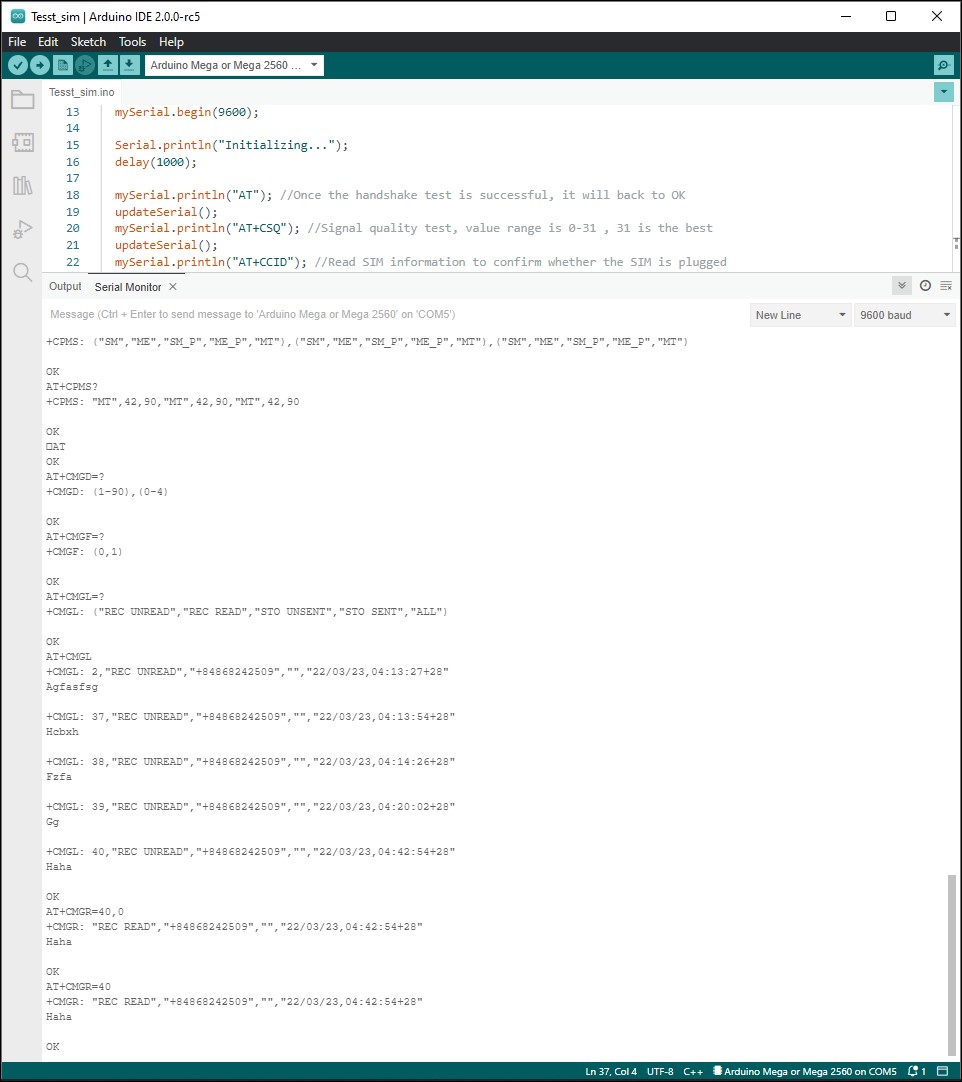 Tesst_sim | Arduino IDE 2.0.0-rc5
File Edit Sketch Tools Help
Arduino Mega or Mega 2560 ...
Tesst_sim.ino
13 mySerial.begin(9600);
14
15 Serial.println("Initializing...");
16 delay(1000);
17
18 mySerial.println("AT"); //Once the handshake test is successful, it will back to OK
19 updateSerial();
20 mySerial.println("AT+CSQ"); //Signal quality test, value range is 0-31 , 31 is the best
21 updateSerial();
22 mySerial.println("AT+CCID"); //Read SIM information to confirm whether the SIM is plugged
Output Serial Monitor
Message (Ctrl + Enter to send message to 'Arduino Mega or Mega 2560' on 'COM5') New Line 9600 baud
+CPMS: ("SM","ME","SM_P","ME_P","MT"),("SM","ME","SM_P","ME_P","MT"),("SM","ME","SM_P","ME_P","MT")
OK
AT+CPMS?
+CPMS: "MT",42,90,"MT",42,90,"MT",42,90
OK
□AT
OK
AT+CMGD=?
+CMGD: (1-90),(0-4)
OK
AT+CMGF=?
+CMGF: (0,1)
OK
AT+CMGL=?
+CMGL: ("REC UNREAD","REC READ","STO UNSENT","STO SENT","ALL")
OK
AT+CMGL
+CMGL: 2,"REC UNREAD","+84868242509","","22/03/23,04:13:27+28"
Agfasfsg
+CMGL: 37,"REC UNREAD","+84868242509","","22/03/23,04:13:54+28"
Hcbxh
+CMGL: 38,"REC UNREAD","+84868242509","","22/03/23,04:14:26+28"
Fzfa
+CMGL: 39,"REC UNREAD","+84868242509","","22/03/23,04:20:02+28"
Gg
+CMGL: 40,"REC UNREAD","+84868242509","","22/03/23,04:42:54+28"
Haha
OK
AT+CMGR=40,0
+CMGR: "REC READ","+84868242509","","22/03/23,04:42:54+28"
Haha
OK
AT+CMGR=40
+CMGR: "REC READ","+84868242509","","22/03/23,04:42:54+28"
Haha
OK
Ln 37, Col 4 UTF-8 C++ Arduino Mega or Mega 2560 on COM5 1